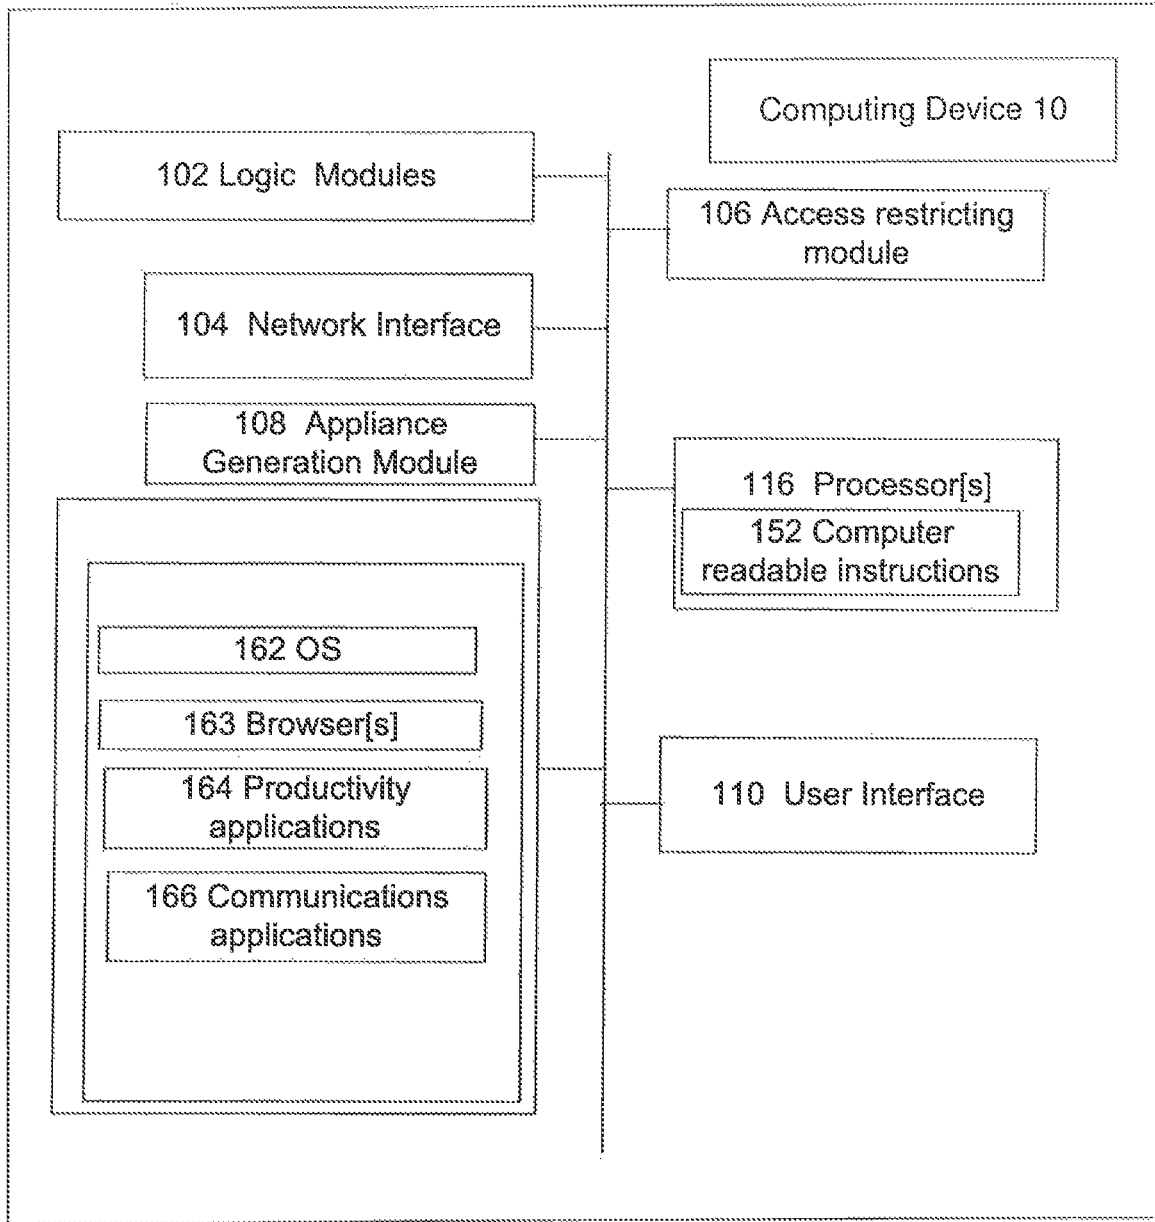 Computing Device 10
102 Logic Modules
106 Access restricting
module
104 Network Interface
108 Appliance
Generation Module
116 Processor[s]
152 Computer
readable instructions
162 OS
163 Browser[s]
164 Productivity
applications
110 User Interface
166 Communications
applications